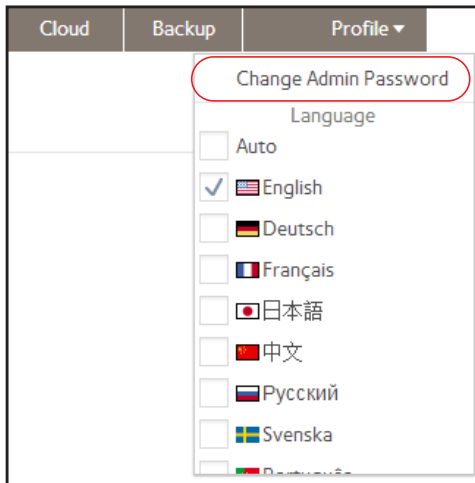 Cloud Backup Profile
Change Admin Password
Language
Auto
English
Deutsch
Français
日本語
中文
Русский
Svenska